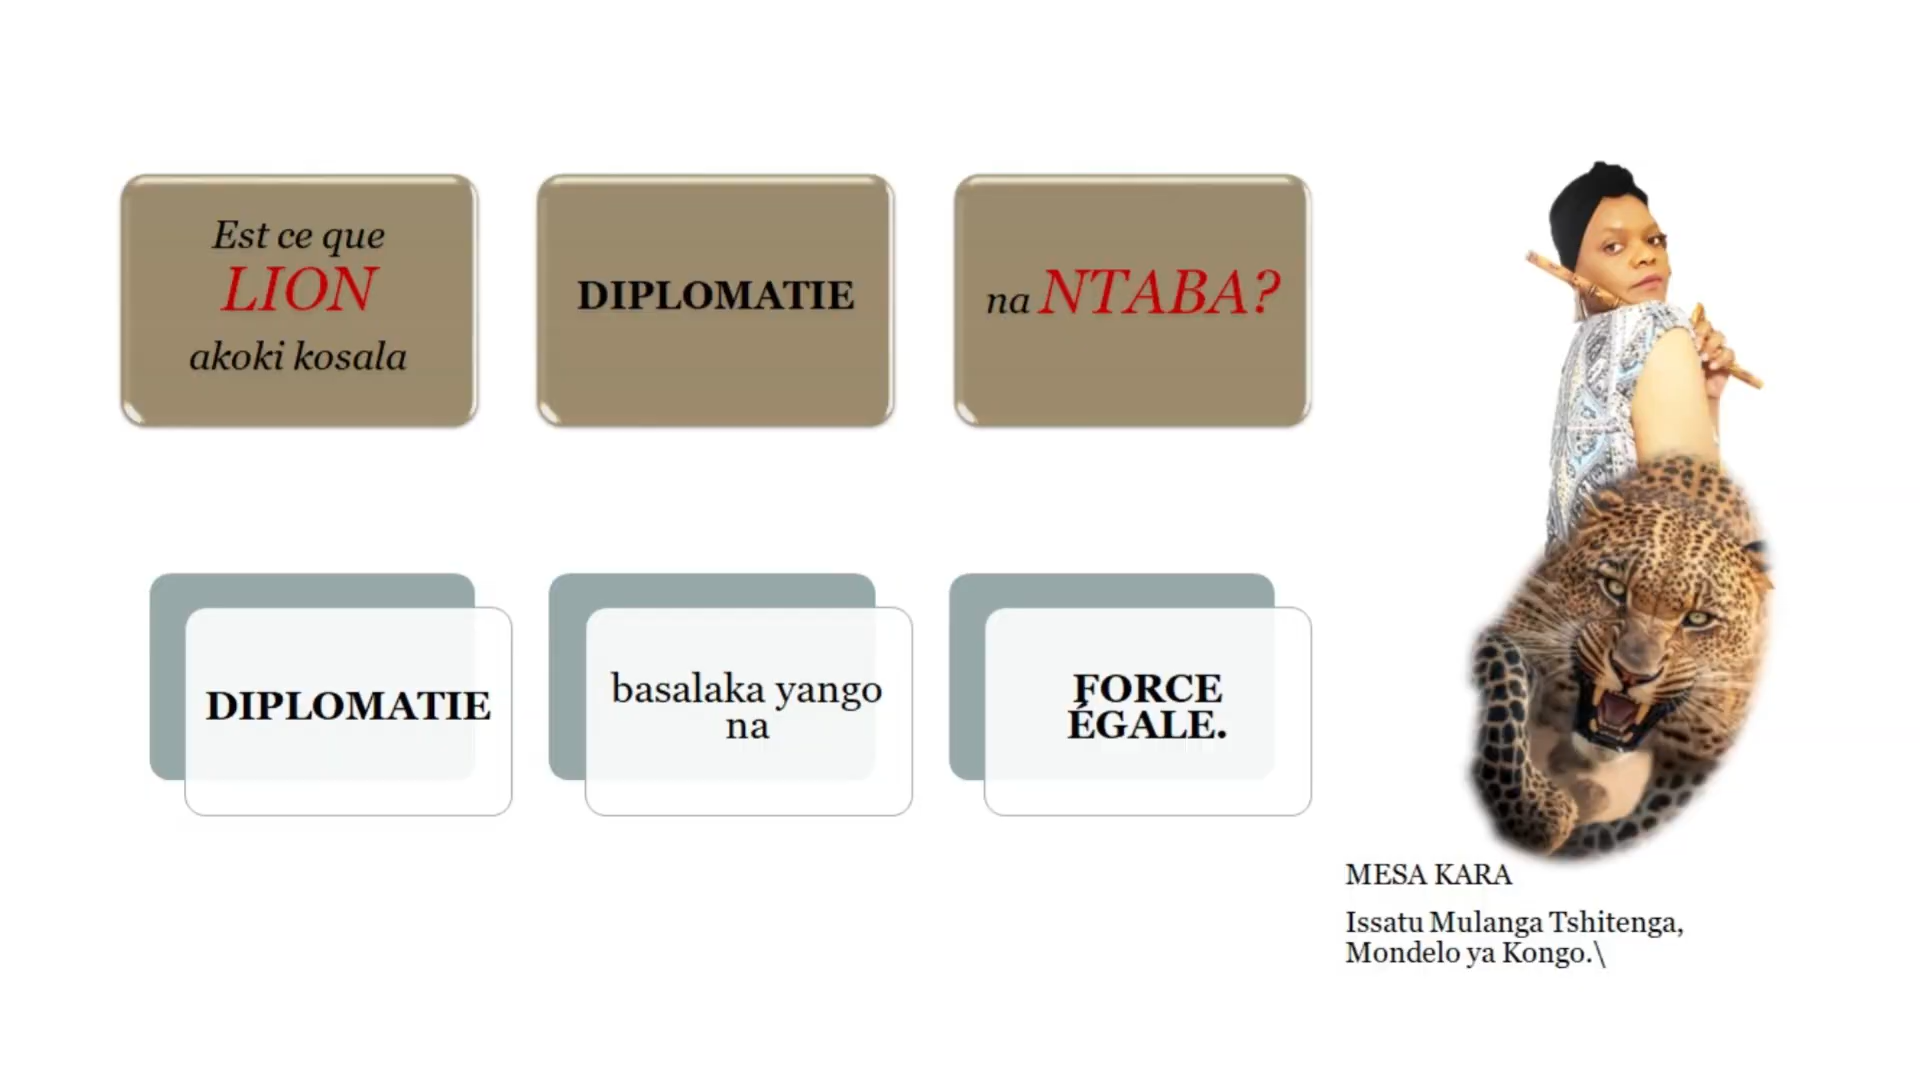 Est ce que
LION
akoki kosala
DIPLOMATIE
na NTABA?
DIPLOMATIE
basalaka yango
na
FORCE
ÉGALE.
MESA KARA
Issatu Mulanga Tshitenga,
Mondelo ya Kongo.\